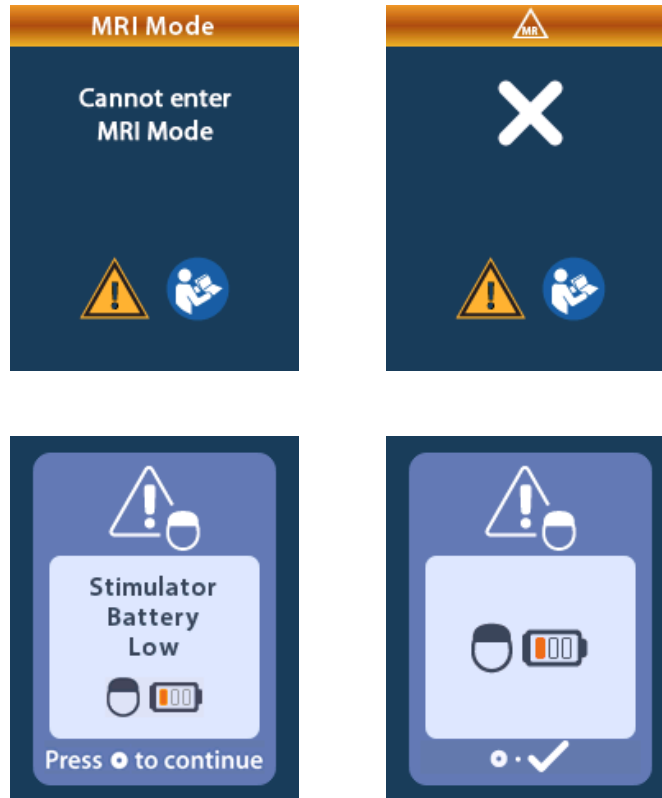 MRI Mode
Cannot enter
MRI Mode
MR
Stimulator
Battery
Low
Press to continue